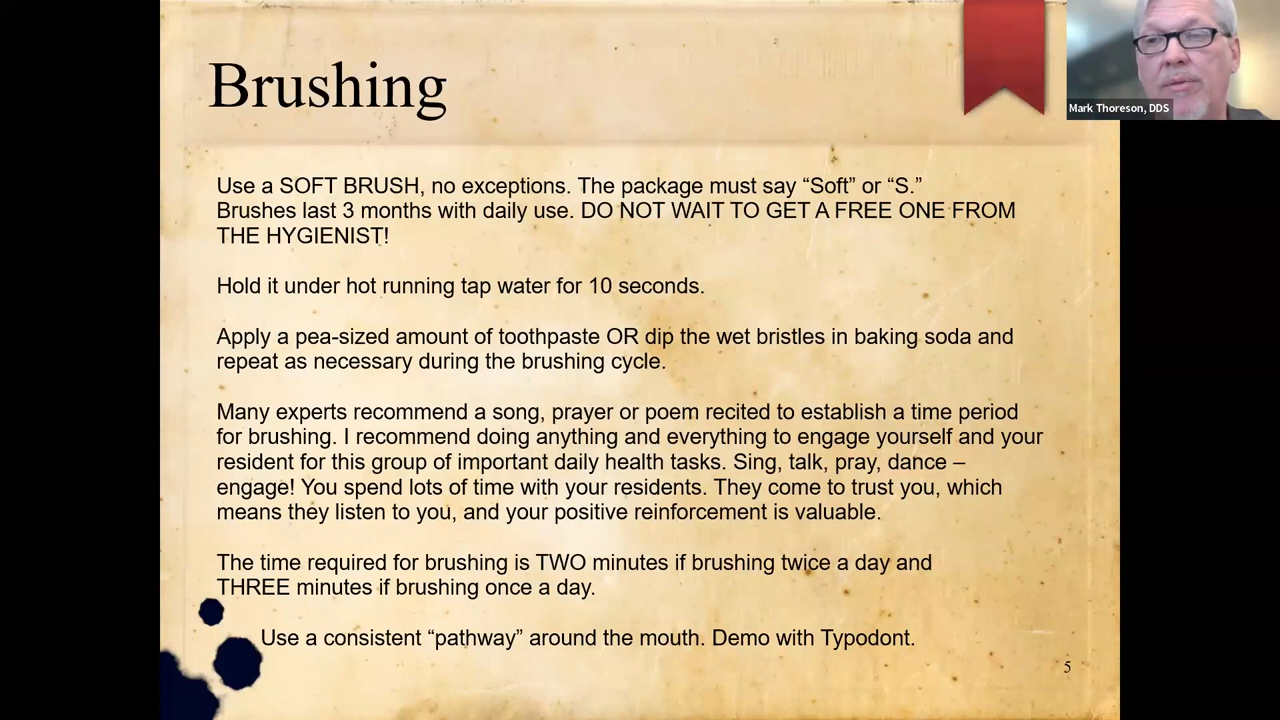 Brushing
Mark Thoreson, DDS
Use a SOFT BRUSH, no exceptions. The package must say “Soft” or “S.”
Brushes last 3 months with daily use. DO NOT WAIT TO GET A FREE ONE FROM
THE HYGIENIST!
Hold it under hot running tap water for 10 seconds.
Apply a pea-sized amount of toothpaste OR dip the wet bristles in baking soda and
repeat as necessary during the brushing cycle.
Many experts recommend a song, prayer or poem recited to establish a time period
for brushing. I recommend doing anything and everything to engage yourself and your
resident for this group of important daily health tasks. Sing, talk, pray, dance –
engage! You spend lots of time with your residents. They come to trust you, which
means they listen to you, and your positive reinforcement is valuable.
The time required for brushing is TWO minutes if brushing twice a day and
THREE minutes if brushing once a day.
Use a consistent “pathway” around the mouth. Demo with Typodont.
5